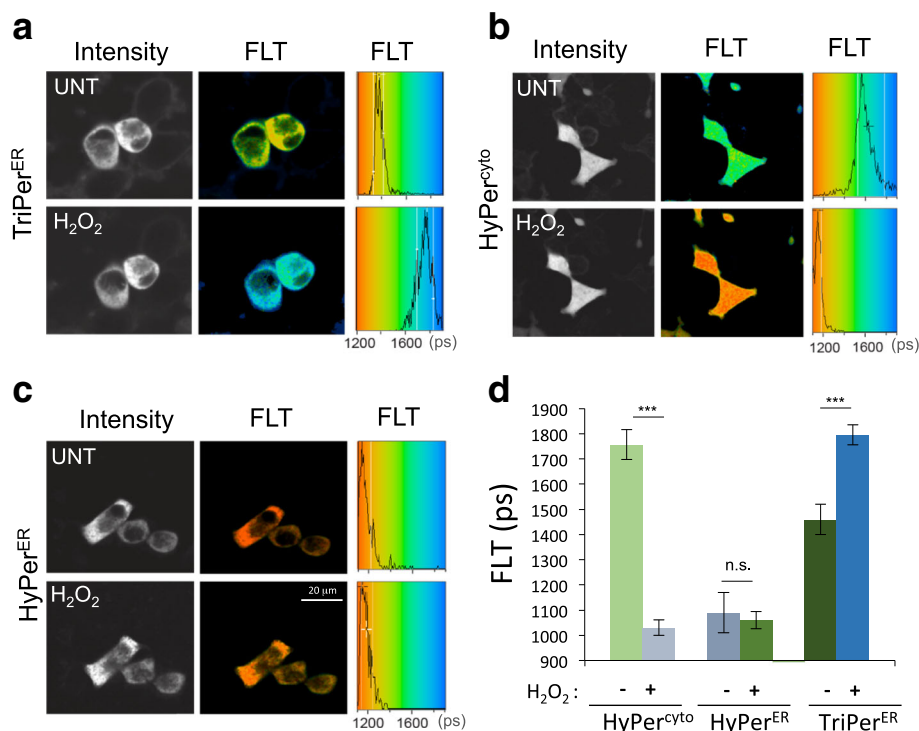 a
Intensity FLT FLT
TriPer^ER
UNT
H₂O₂
1200 1600 (ps)
b
Intensity FLT FLT
HyPer^cyto
UNT
H₂O₂
1200 1600 (ps)
c
Intensity FLT FLT
HyPer^ER
UNT
H₂O₂
20 µm
1200 1600 (ps)
d
FLT (ps)
1900
1800
1700
1600
1500
1400
1300
1200
1100
1000
900
***
n.s.
***
H₂O₂ : - + - + - +
HyPer^cyto HyPer^ER TriPer^ER